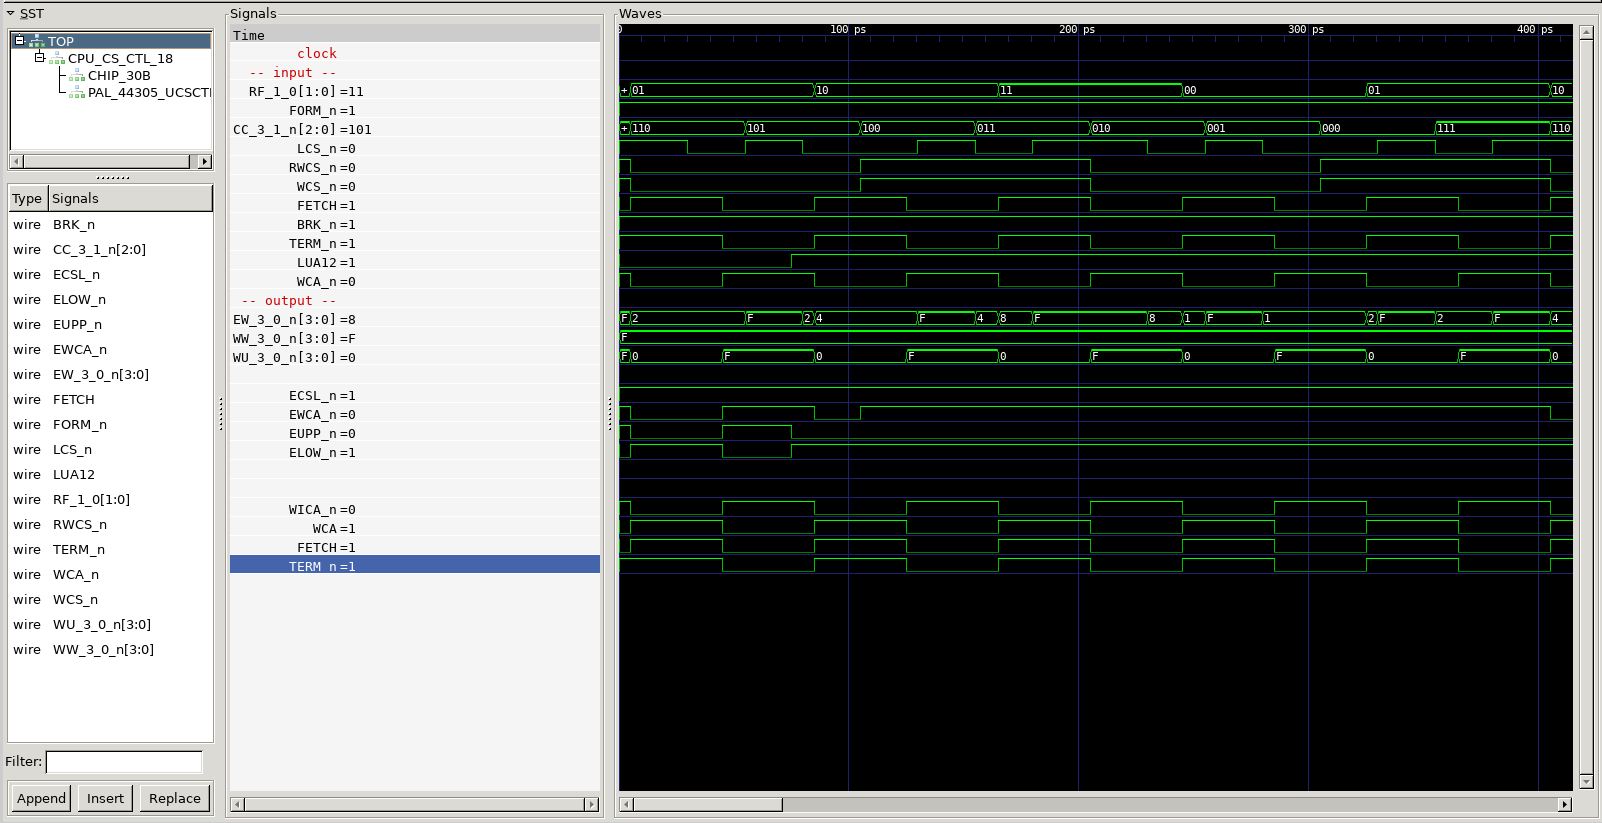 SST
TOP
CPU_CS_CTL_18
CHIP_30B
PAL_44305_UCSCTI
Type Signals
wire BRK_n
wire CC_3_1_n[2:0]
wire ECSL_n
wire ELOW_n
wire EUPP_n
wire EWCA_n
wire EW_3_0_n[3:0]
wire FETCH
wire FORM_n
wire LCS_n
wire LUA12
wire RF_1_0[1:0]
wire RWCS_n
wire TERM_n
wire WCA_n
wire WCS_n
wire WU_3_0_n[3:0]
wire WW_3_0_n[3:0]
Filter:
Append Insert Replace
Signals
Time
clock
-- input --
RF_1_0[1:0]=11
FORM_n=1
CC_3_1_n[2:0]=101
LCS_n=0
RWCS_n=0
WCS_n=0
FETCH=1
BRK_n=1
TERM_n=1
LUA12=1
WCA_n=0
-- output --
EW_3_0_n[3:0]=8
WW_3_0_n[3:0]=F
WU_3_0_n[3:0]=0
ECSL_n=1
EWCA_n=0
EUPP_n=0
ELOW_n=1
WICA_n=0
WCA=1
FETCH=1
TERM_n=1
Waves
0 100 ps 200 ps 300 ps 400 ps
+ 01 10 11 00 01 10
+ 110 101 100 011 010 001 000 111 110
F 2 F 2 4 F 4 8 F 8 1 F 1 2 F 2 F 4
F
F 0 F 0 F 0 F 0 F 0 F 0